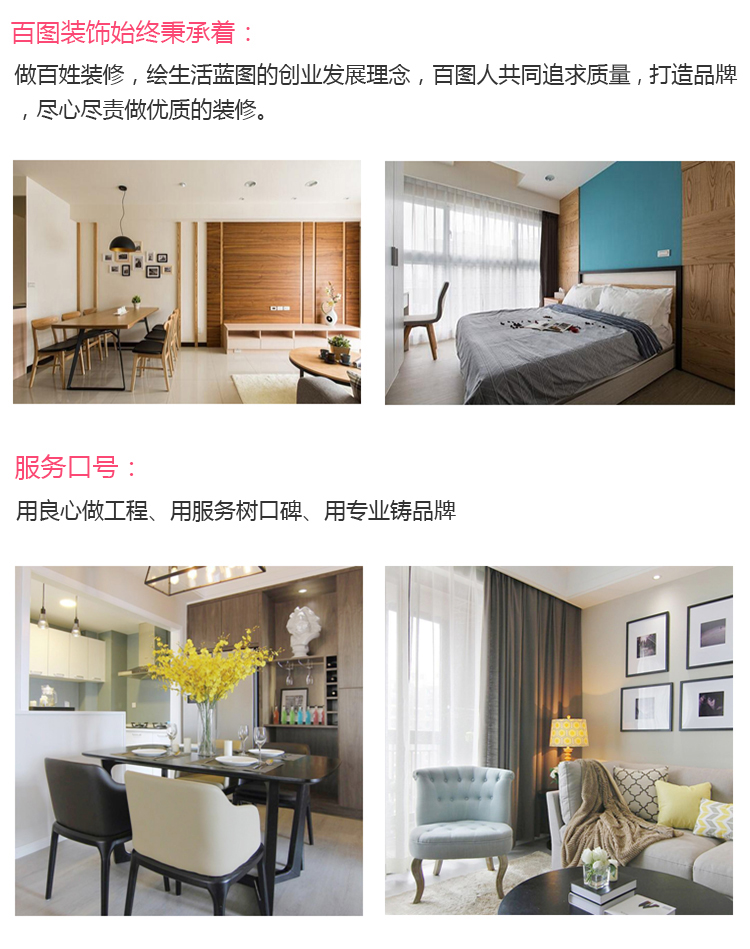 百图装饰始终秉承着：
做百姓装修，绘生活蓝图的创业发展理念，百图人共同追求质量，打造品牌
，尽心尽责做优质的装修。
服务口号：
用良心做工程、用服务树口碑、用专业铸品牌